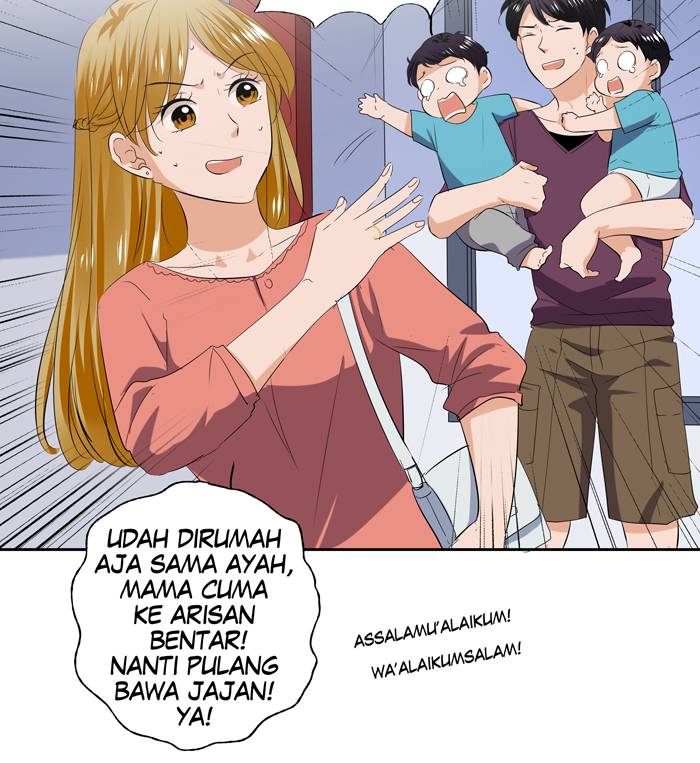 UDAH DIRUMAH
AJA SAMA AYAH,
MAMA CUMA
KE ARISAN
BENTAR!
NANTI PULANG
BAWA JAJAN!
YA!
ASSALAMU'ALAIKUM!
WA'ALAIKUMSALAM!